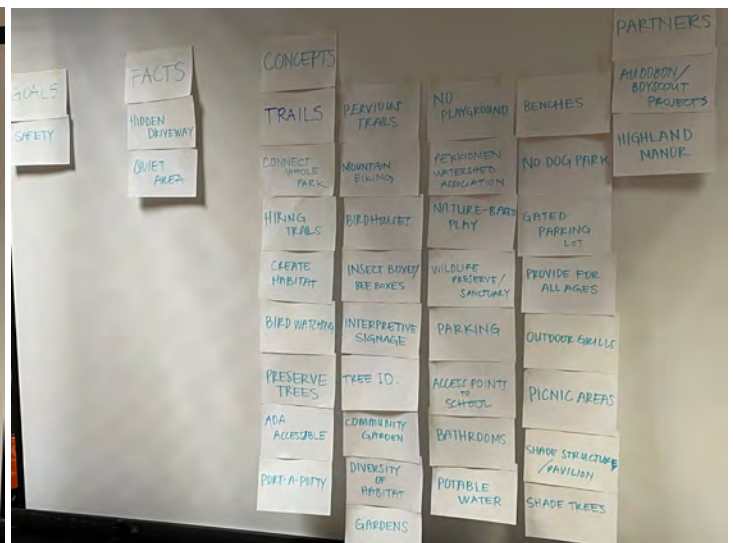 GOALS
SAFETY
FACTS
HIDDEN
DRIVEWAY
QUIET
AREA
CONCEPTS
TRAILS
CONNECT
WHOLE
PARK
HIKING
TRAILS
CREATE
HABITAT
BIRD WATCHING
PRESERVE
TREES
ADA
ACCESSIBLE
PORT-A-POTTY
PERVIOUS
TRAILS
MOUNTAIN
BIKING
BIRDHOUSES
INSECT BOXES/
BEE BOXES
INTERPRETIVE
SIGNAGE
TREE ID.
COMMUNITY
GARDEN
DIVERSITY
OF
HABITAT
GARDENS
NO
PLAYGROUND
PERKIOMEN
WATERSHED
ASSOCIATION
NATURE-BASED
PLAY
WILDLIFE
PRESERVE/
SANCTUARY
PARKING
ACCESS POINTS
TO
SCHOOL
BATHROOMS
POTABLE
WATER
BENCHES
NO DOG PARK
GATED
PARKING
LOT
PROVIDE FOR
ALL AGES
OUTDOOR GRILLS
PICNIC AREAS
SHADE STRUCTURE
/PAVILION
SHADE TREES
PARTNERS
AUDOBON/
BOYSCOUT
PROJECTS
HIGHLAND
MANOR